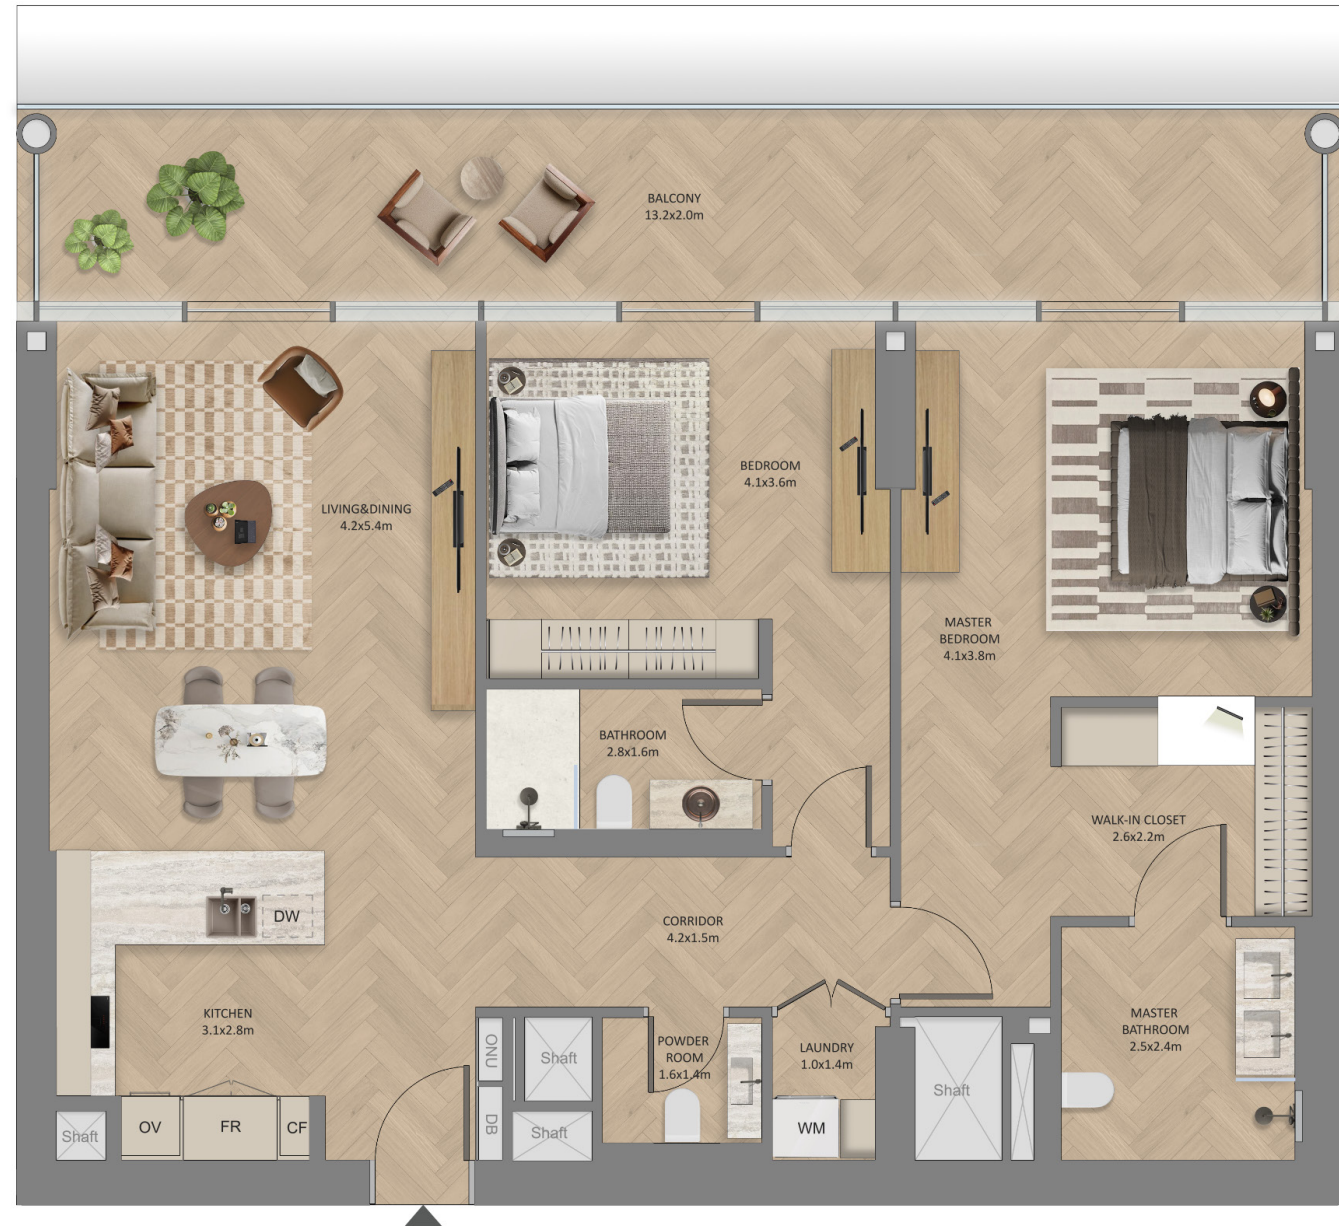 BALCONY
13.2x2.0m
BEDROOM
4.1x3.6m
LIVING&DINING
4.2x5.4m
MASTER
BEDROOM
4.1x3.8m
BATHROOM
2.8x1.6m
WALK-IN CLOSET
2.6x2.2m
DW
CORRIDOR
4.2x1.5m
KITCHEN
3.1x2.8m
MASTER
BATHROOM
2.5x2.4m
ONU
Shaft
POWDER
ROOM
1.6x1.4m
LAUNDRY
1.0x1.4m
Shaft
Shaft
OV
FR
CF
DB
Shaft
WM